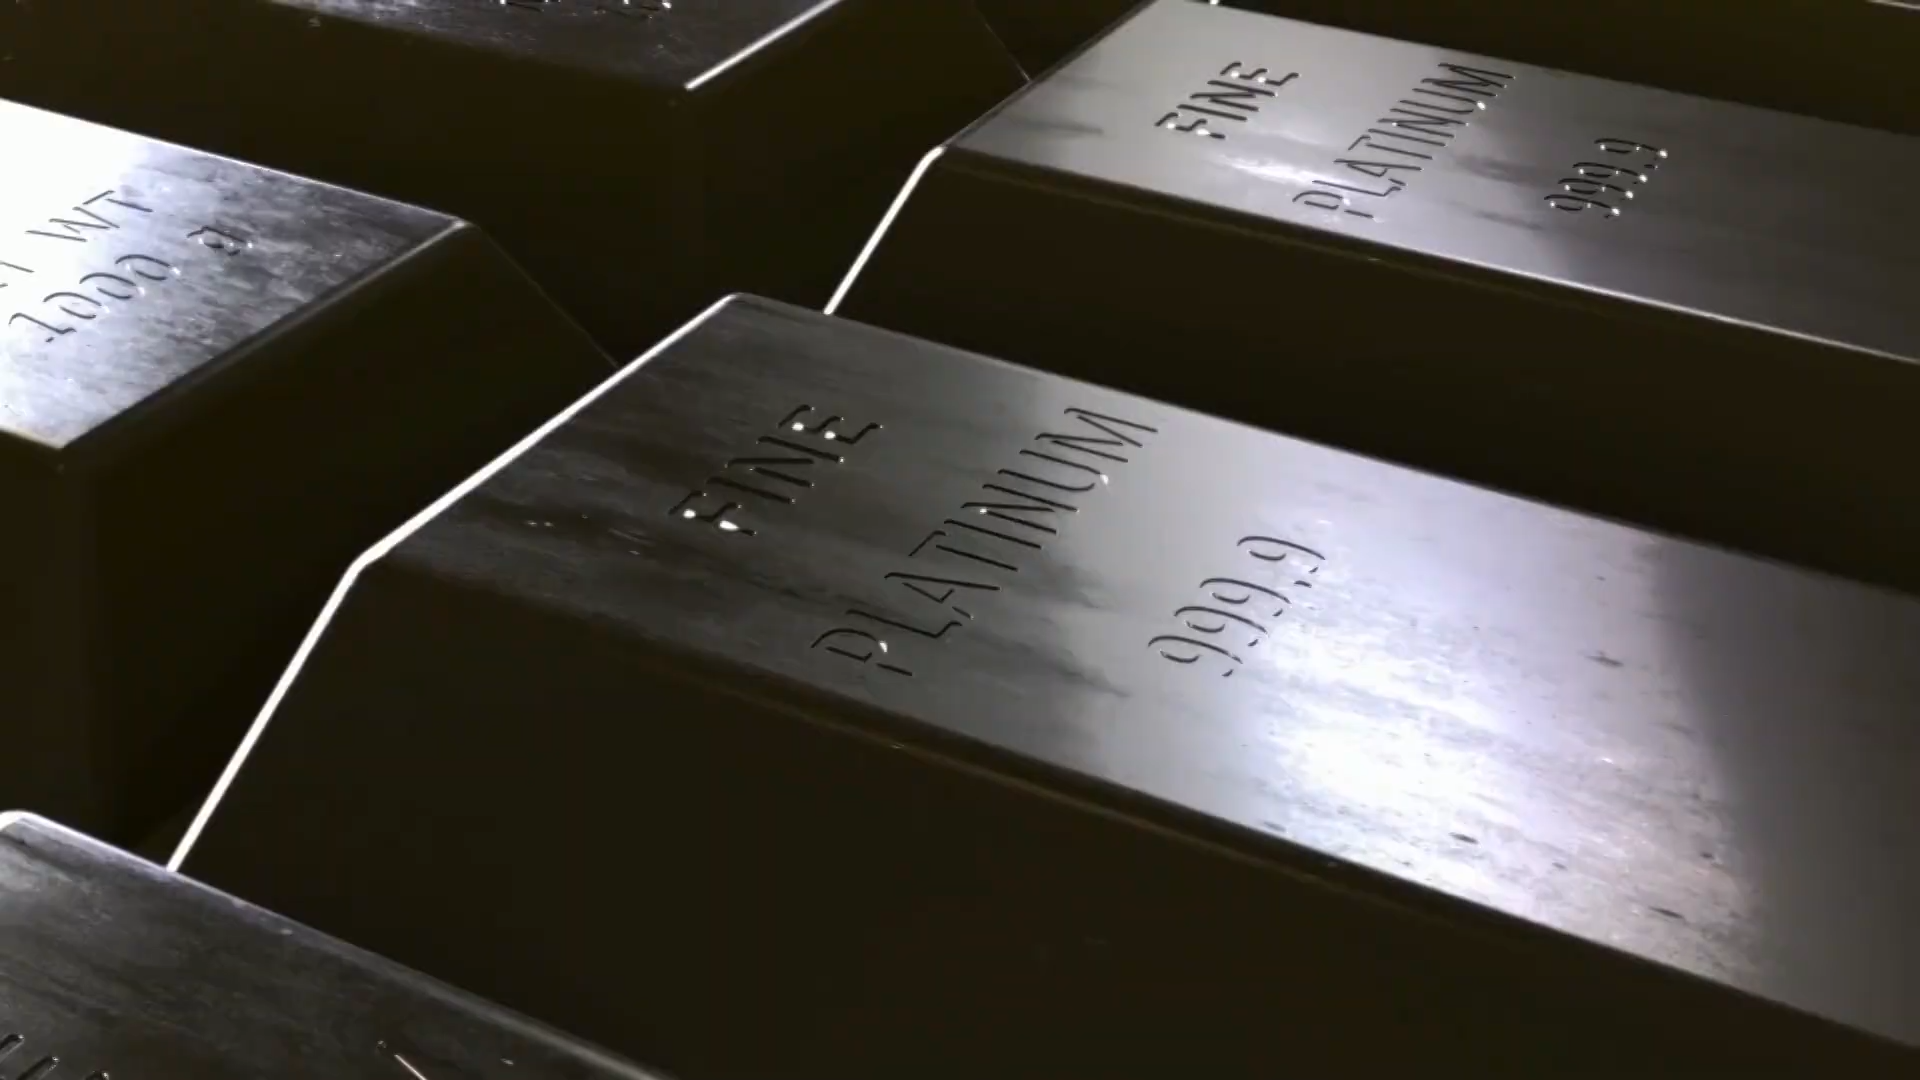 FINE
PLATINUM
999.9
WT
1000 g
FINE
PLATINUM
999.9